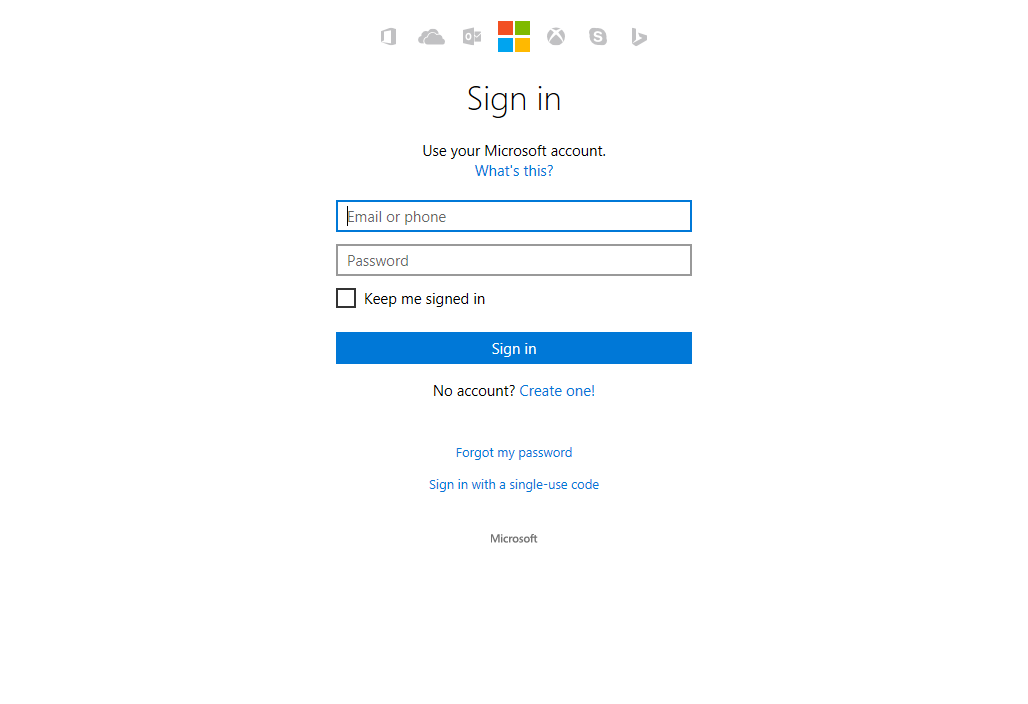 Sign in
Use your Microsoft account.
What's this?
Email or phone
Password
Keep me signed in
Sign in
No account? Create one!
Forgot my password
Sign in with a single-use code
Microsoft